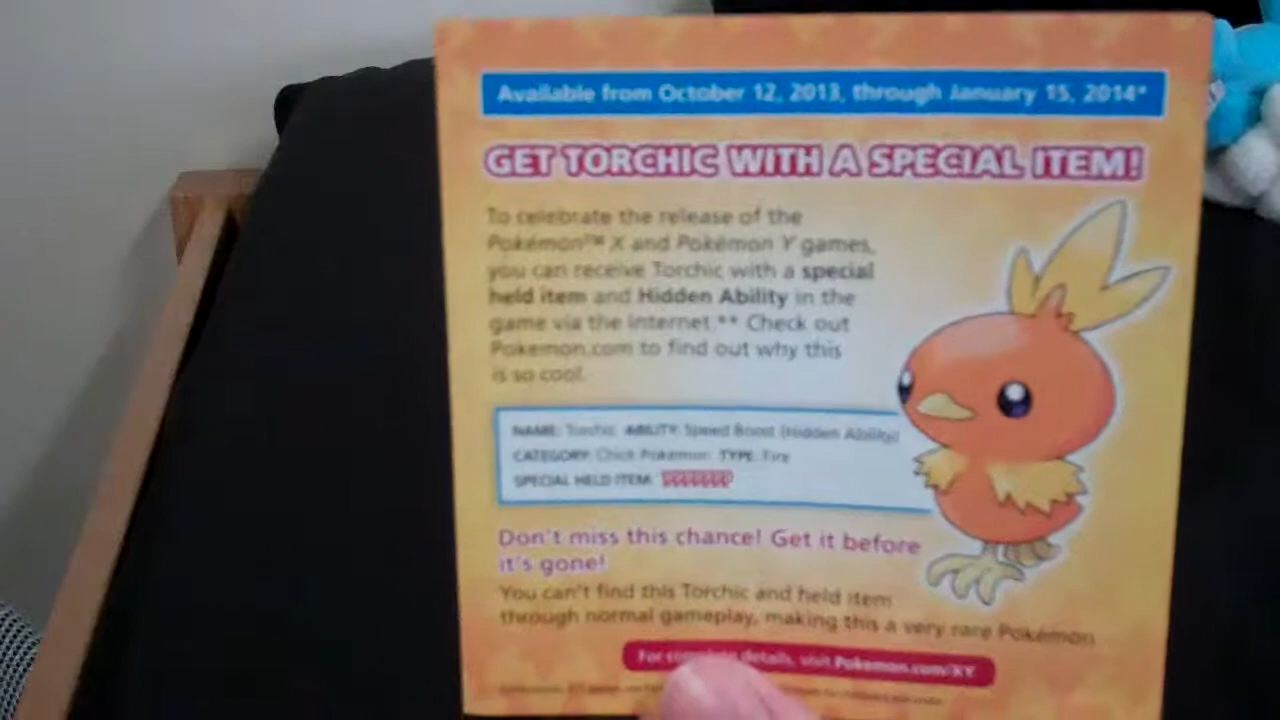 Available from October 12, 2013, through January 15, 2014*
GET TORCHIC WITH A SPECIAL ITEM!
To celebrate the release of the
Pokémon™ X and Pokémon Y games,
you can receive Torchic with a special
held item and Hidden Ability in the
game via the Internet.** Check out
Pokemon.com to find out why this
is so cool.
NAME: Torchic ABILITY: Speed Boost (Hidden Ability)
CATEGORY: Chick Pokémon TYPE: Fire
SPECIAL HELD ITEM: ????????
Don't miss this chance! Get it before
it's gone!
You can't find this Torchic and held item
through normal gameplay, making this a very rare Pokémon
For complete details, visit Pokemon.com/XY